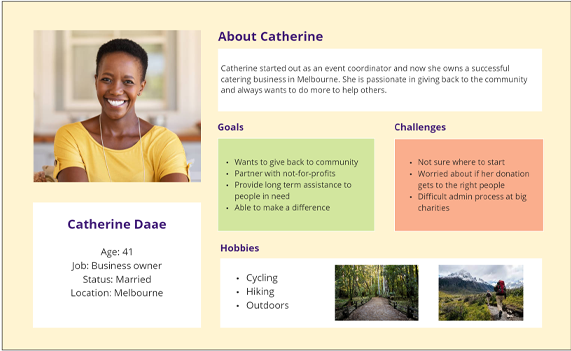 About Catherine
Catherine started out as an event coordinator and now she owns a successful
catering business in Melbourne. She is passionate in giving back to the community
and always wants to do more to help others.
Goals
• Wants to give back to community
• Partner with not-for-profits
• Provide long term assistance to
people in need
• Able to make a difference
Challenges
• Not sure where to start
• Worried about if her donation
gets to the right people
• Difficult admin process at big
charities
Catherine Daae
Age: 41
Job: Business owner
Status: Married
Location: Melbourne
Hobbies
• Cycling
• Hiking
• Outdoors